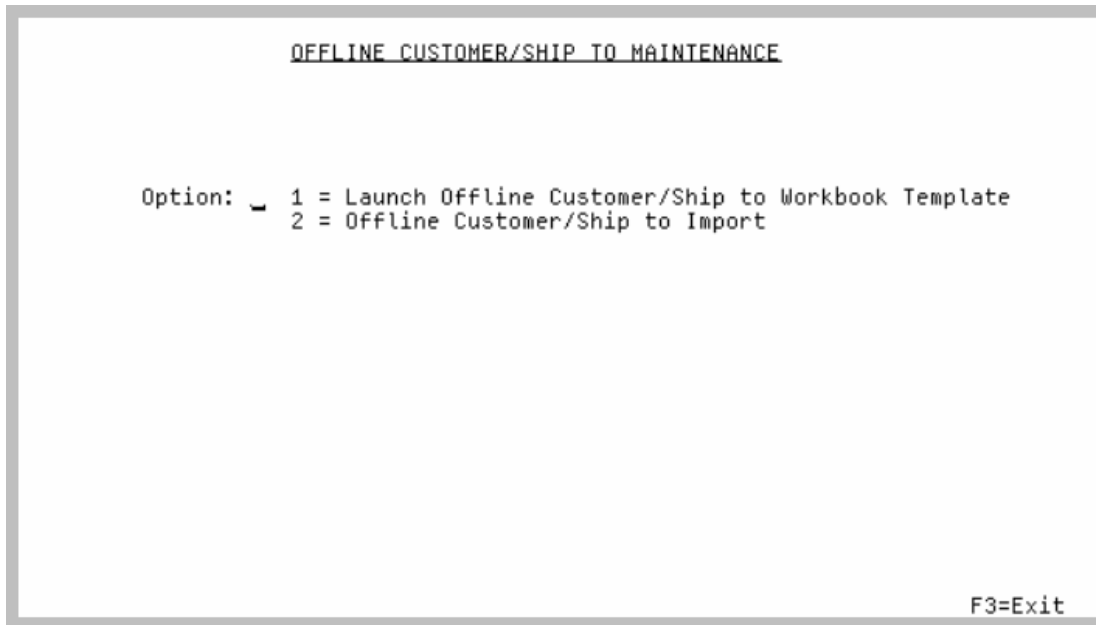 OFFLINE CUSTOMER/SHIP TO MAINTENANCE
Option: _ 1 = Launch Offline Customer/Ship to Workbook Template
2 = Offline Customer/Ship to Import
F3=Exit